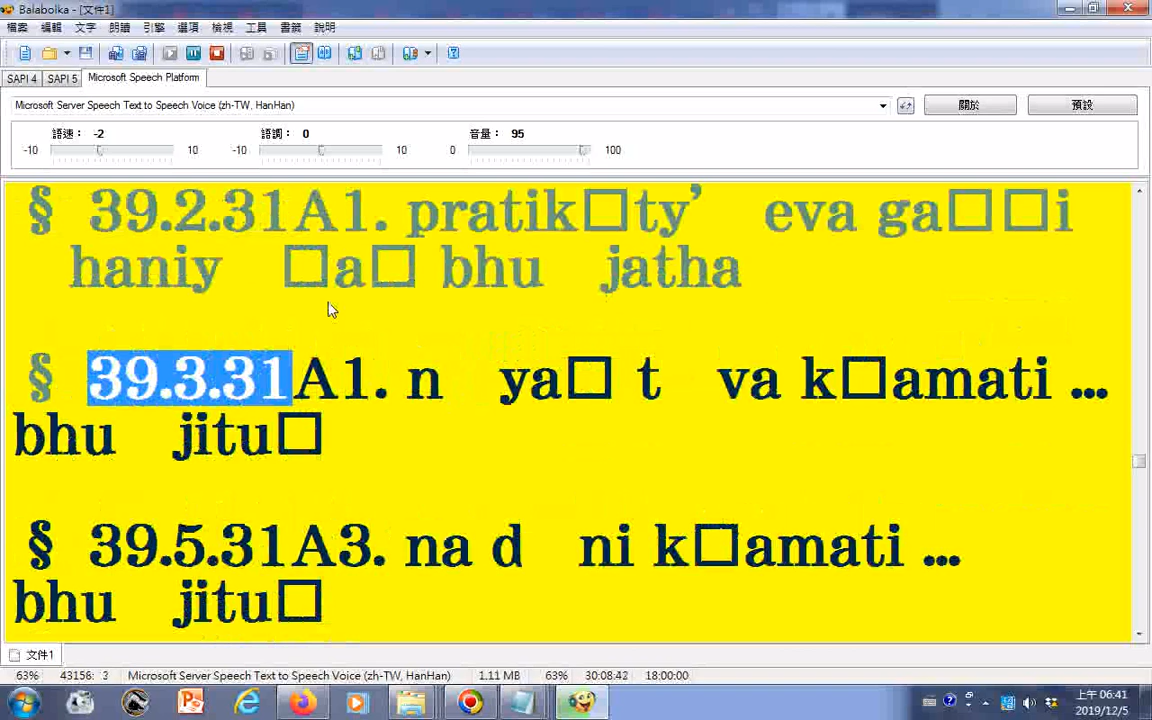 Balabolka - [文件1]
檔案 編輯 文字 朗讀 引擎 選項 檢視 工具 書籤 說明
SAPI 4 SAPI 5 Microsoft Speech Platform
Microsoft Server Speech Text to Speech Voice (zh-TW, HanHan) 關於 預設
語速： -2 語調： 0 音量： 95
-10 10 -10 10 0 100
§ 39.2.31A1. pratik□ty’ eva ga□□i
haniy □a□ bhu jatha
§ 39.3.31A1. n ya□ t va k□amati ...
bhu jitu□
§ 39.5.31A3. na d ni k□amati ...
bhu jitu□
文件1
63% 43156: 3 Microsoft Server Speech Text to Speech Voice (zh-TW, HanHan) 1.11 MB 63% 30:08:42 18:00:00
上午 06:41
2019/12/5